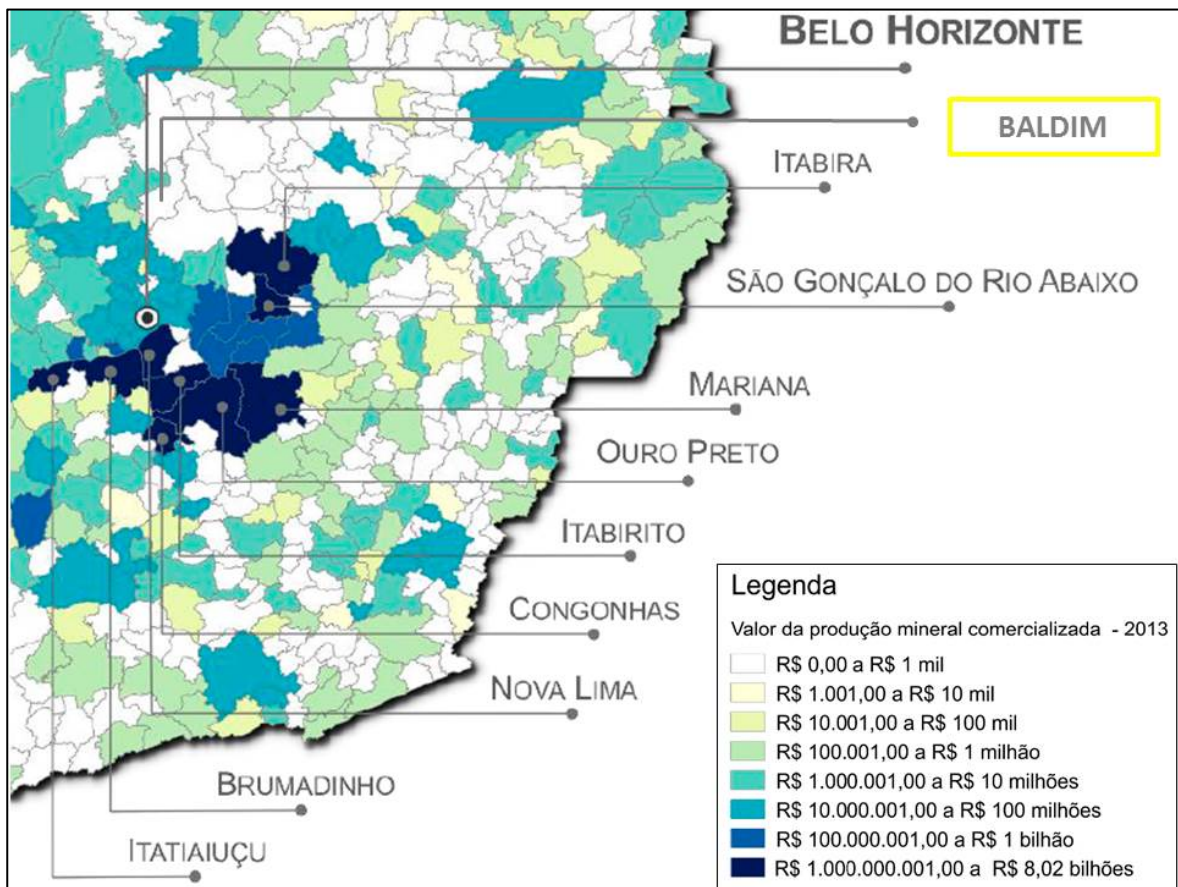 BELO HORIZONTE
BALDIM
ITABIRA
SÃO GONÇALO DO RIO ABAIXO
MARIANA
OURO PRETO
ITABIRITO
CONGONHAS
NOVA LIMA
BRUMADINHO
ITATIAIUÇU
Legenda
Valor da produção mineral comercializada - 2013
R$ 0,00 a R$ 1 mil
R$ 1.001,00 a R$ 10 mil
R$ 10.001,00 a R$ 100 mil
R$ 100.001,00 a R$ 1 milhão
R$ 1.000.001,00 a R$ 10 milhões
R$ 10.000.001,00 a R$ 100 milhões
R$ 100.000.001,00 a R$ 1 bilhão
R$ 1.000.000.001,00 a R$ 8,02 bilhões